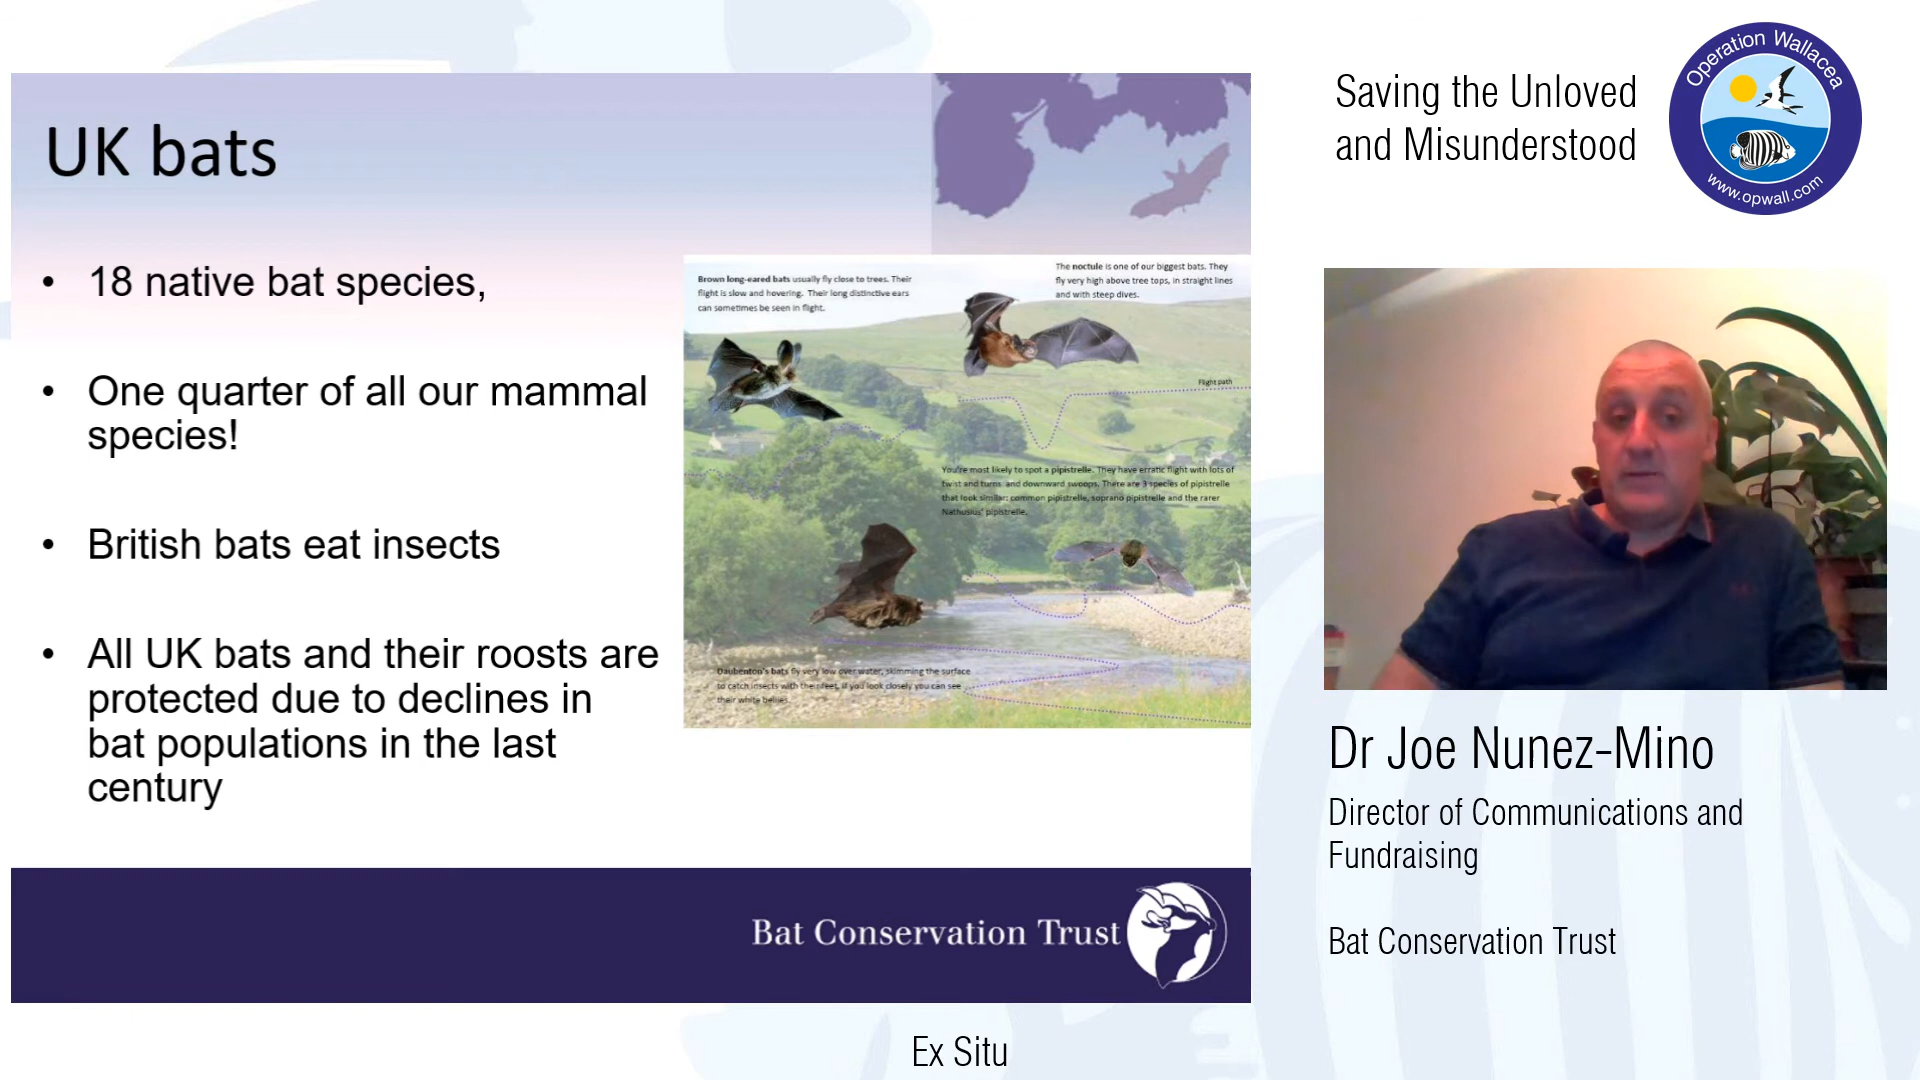 UK bats
• 18 native bat species,
• One quarter of all our mammal
species!
• British bats eat insects
• All UK bats and their roosts are
protected due to declines in
bat populations in the last
century
Brown long-eared bats usually fly close to trees. Their
flight is slow and hovering. Their long distinctive ears
can sometimes be seen in flight.
The noctule is one of our biggest bats. They
fly very high above tree tops, in straight lines
and with steep dives.
Flight path
You're most likely to spot a pipistrelle. They have erratic flight with lots of
twist and turns and downward swoops. There are 3 species of pipistrelle
that look similar: common pipistrelle, soprano pipistrelle and the rarer
Nathusius' pipistrelle.
Daubenton's bats fly very low over water, skimming the surface
to catch insects with their feet. If you look closely you can see
their white bellies.
Bat Conservation Trust
Saving the Unloved
and Misunderstood
Operation Wallacea
www.opwall.com
Dr Joe Nunez-Mino
Director of Communications and
Fundraising
Bat Conservation Trust
Ex Situ